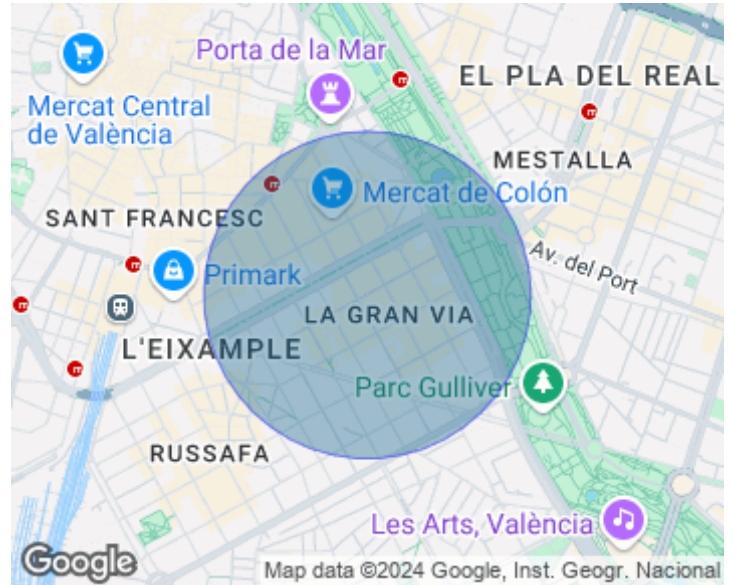 Porta de la Mar
EL PLA DEL REAL
Mercat Central
de València
MESTALLA
Mercat de Colón
SANT FRANCESC
Av. del Port
Primark
LA GRAN VIA
L'EIXAMPLE
Parc Gulliver
RUSSAFA
Les Arts, València
Google
Map data ©2024 Google, Inst. Geogr. Nacional